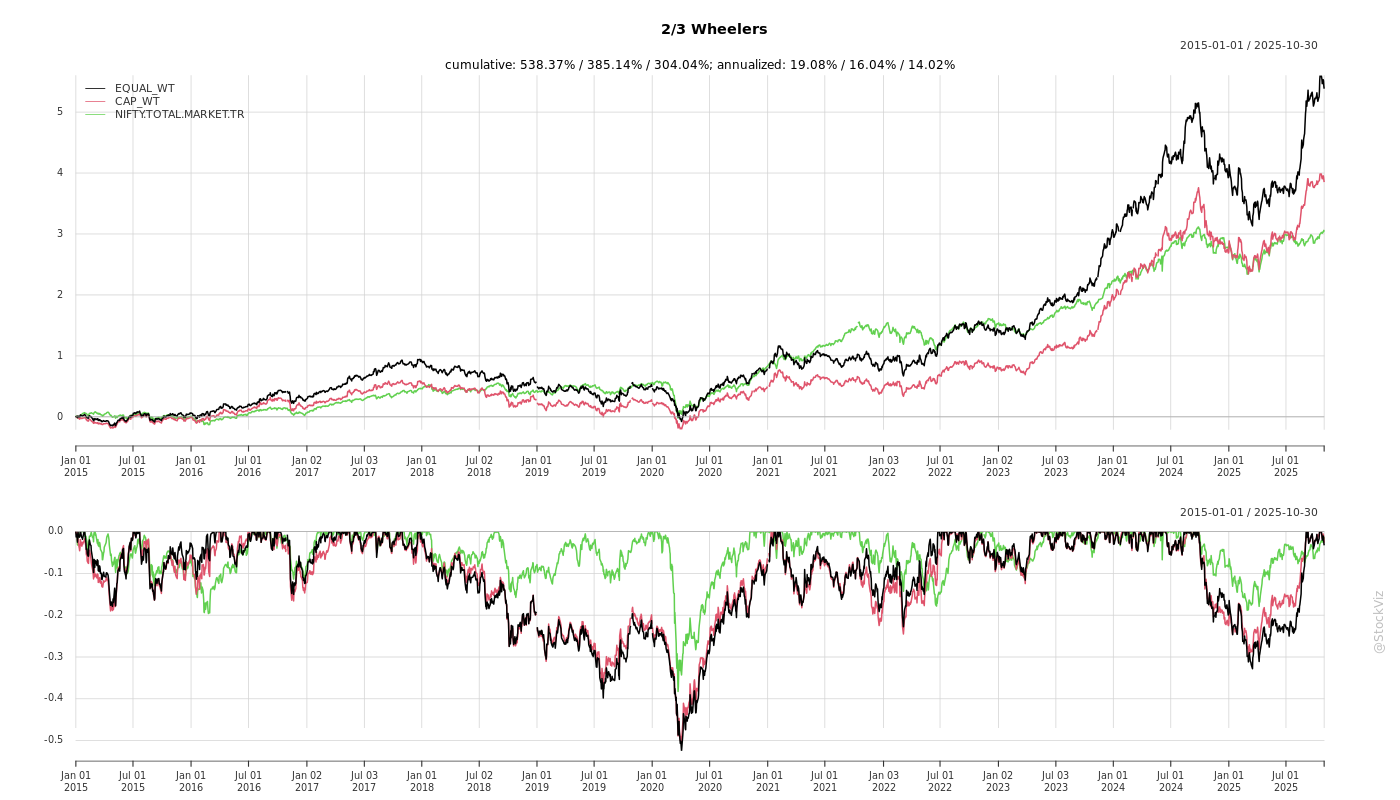 2/3 Wheelers
2015-01-01 / 2025-10-30
cumulative: 538.37% / 385.14% / 304.04%; annualized: 19.08% / 16.04% / 14.02%
EQUAL_WT
CAP_WT
NIFTY.TOTAL.MARKET.TR
5
4
3
2
1
0
Jan 01 Jul 01 Jan 01 Jul 01 Jan 02 Jul 03 Jan 01 Jul 02 Jan 01 Jul 01 Jan 01 Jul 01 Jan 01 Jul 01 Jan 03 Jul 01 Jan 02 Jul 03 Jan 01 Jul 01 Jan 01 Jul 01
2015 2015 2016 2016 2017 2017 2018 2018 2019 2019 2020 2020 2021 2021 2022 2022 2023 2023 2024 2024 2025 2025
2015-01-01 / 2025-10-30
0.0
-0.1
-0.2
-0.3
-0.4
-0.5
Jan 01 Jul 01 Jan 01 Jul 01 Jan 02 Jul 03 Jan 01 Jul 02 Jan 01 Jul 01 Jan 01 Jul 01 Jan 01 Jul 01 Jan 03 Jul 01 Jan 02 Jul 03 Jan 01 Jul 01 Jan 01 Jul 01
2015 2015 2016 2016 2017 2017 2018 2018 2019 2019 2020 2020 2021 2021 2022 2022 2023 2023 2024 2024 2025 2025
@StockViz